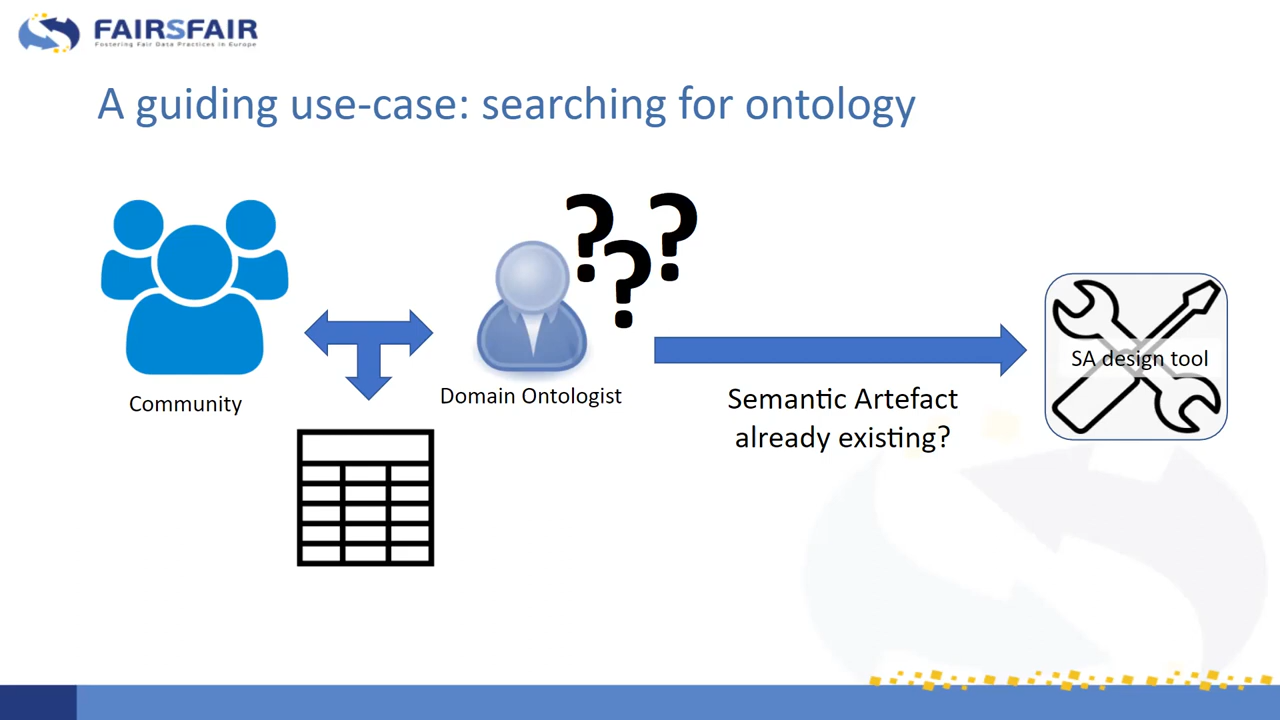 FAIRSFAIR
Fostering Fair Data Practices in Europe
A guiding use-case: searching for ontology
? ? ?
Community
Domain Ontologist
Semantic Artefact
already existing?
SA design tool